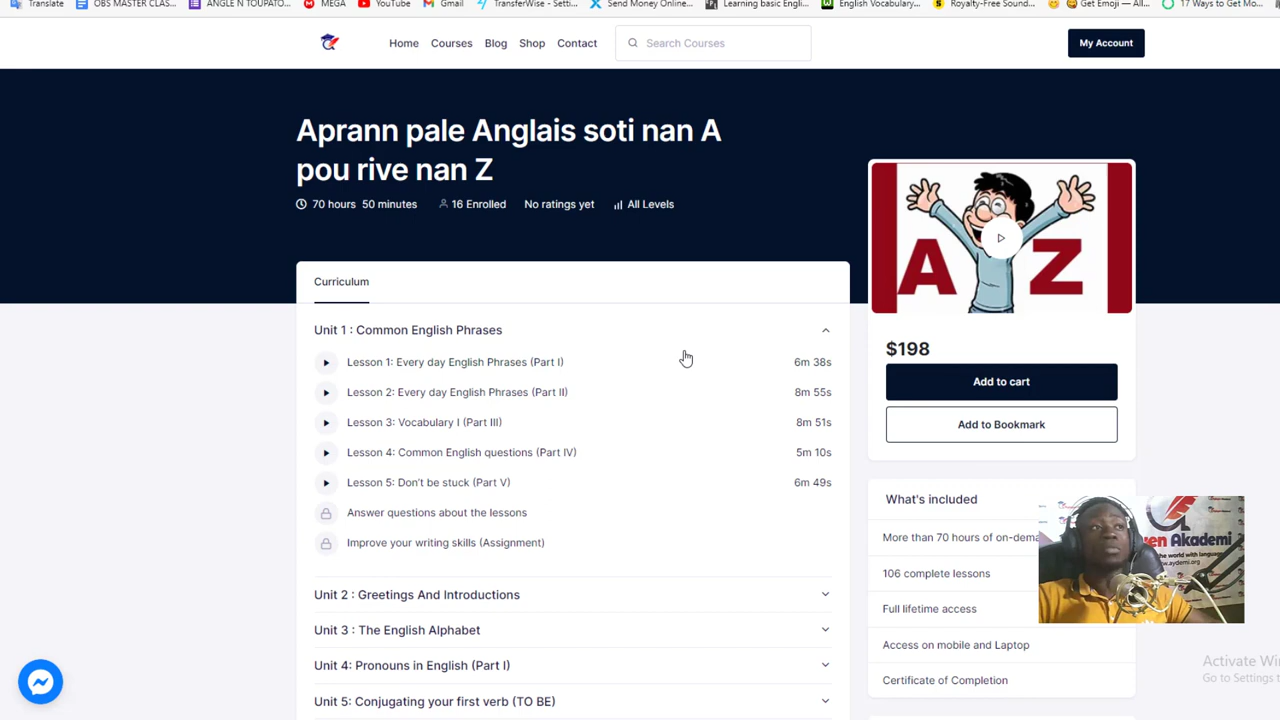 Translate
OBS MASTER CLAS...
ANGLE N TOUPATO...
MEGA
YouTube
Gmail
TransferWise - Setti...
Send Money Online...
Learning basic Engli...
English Vocabulary...
Royalty-Free Sound...
Get Emoji — All...
17 Ways to Get Mo...
Home Courses Blog Shop Contact
Search Courses
My Account
Aprann pale Anglais soti nan A
pou rive nan Z
70 hours 50 minutes 16 Enrolled No ratings yet All Levels
A Z
Curriculum
Unit 1 : Common English Phrases
Lesson 1: Every day English Phrases (Part I) 6m 38s
Lesson 2: Every day English Phrases (Part II) 8m 55s
Lesson 3: Vocabulary I (Part III) 8m 51s
Lesson 4: Common English questions (Part IV) 5m 10s
Lesson 5: Don't be stuck (Part V) 6m 49s
Answer questions about the lessons
Improve your writing skills (Assignment)
Unit 2 : Greetings And Introductions
Unit 3 : The English Alphabet
Unit 4: Pronouns in English (Part I)
Unit 5: Conjugating your first verb (TO BE)
$198
Add to cart
Add to Bookmark
What's included
More than 70 hours of on-dema
106 complete lessons
Full lifetime access
Access on mobile and Laptop
Certificate of Completion
en Akademi
the world with languag
w.aydemi.org
Activate Wi
Go to Settings t